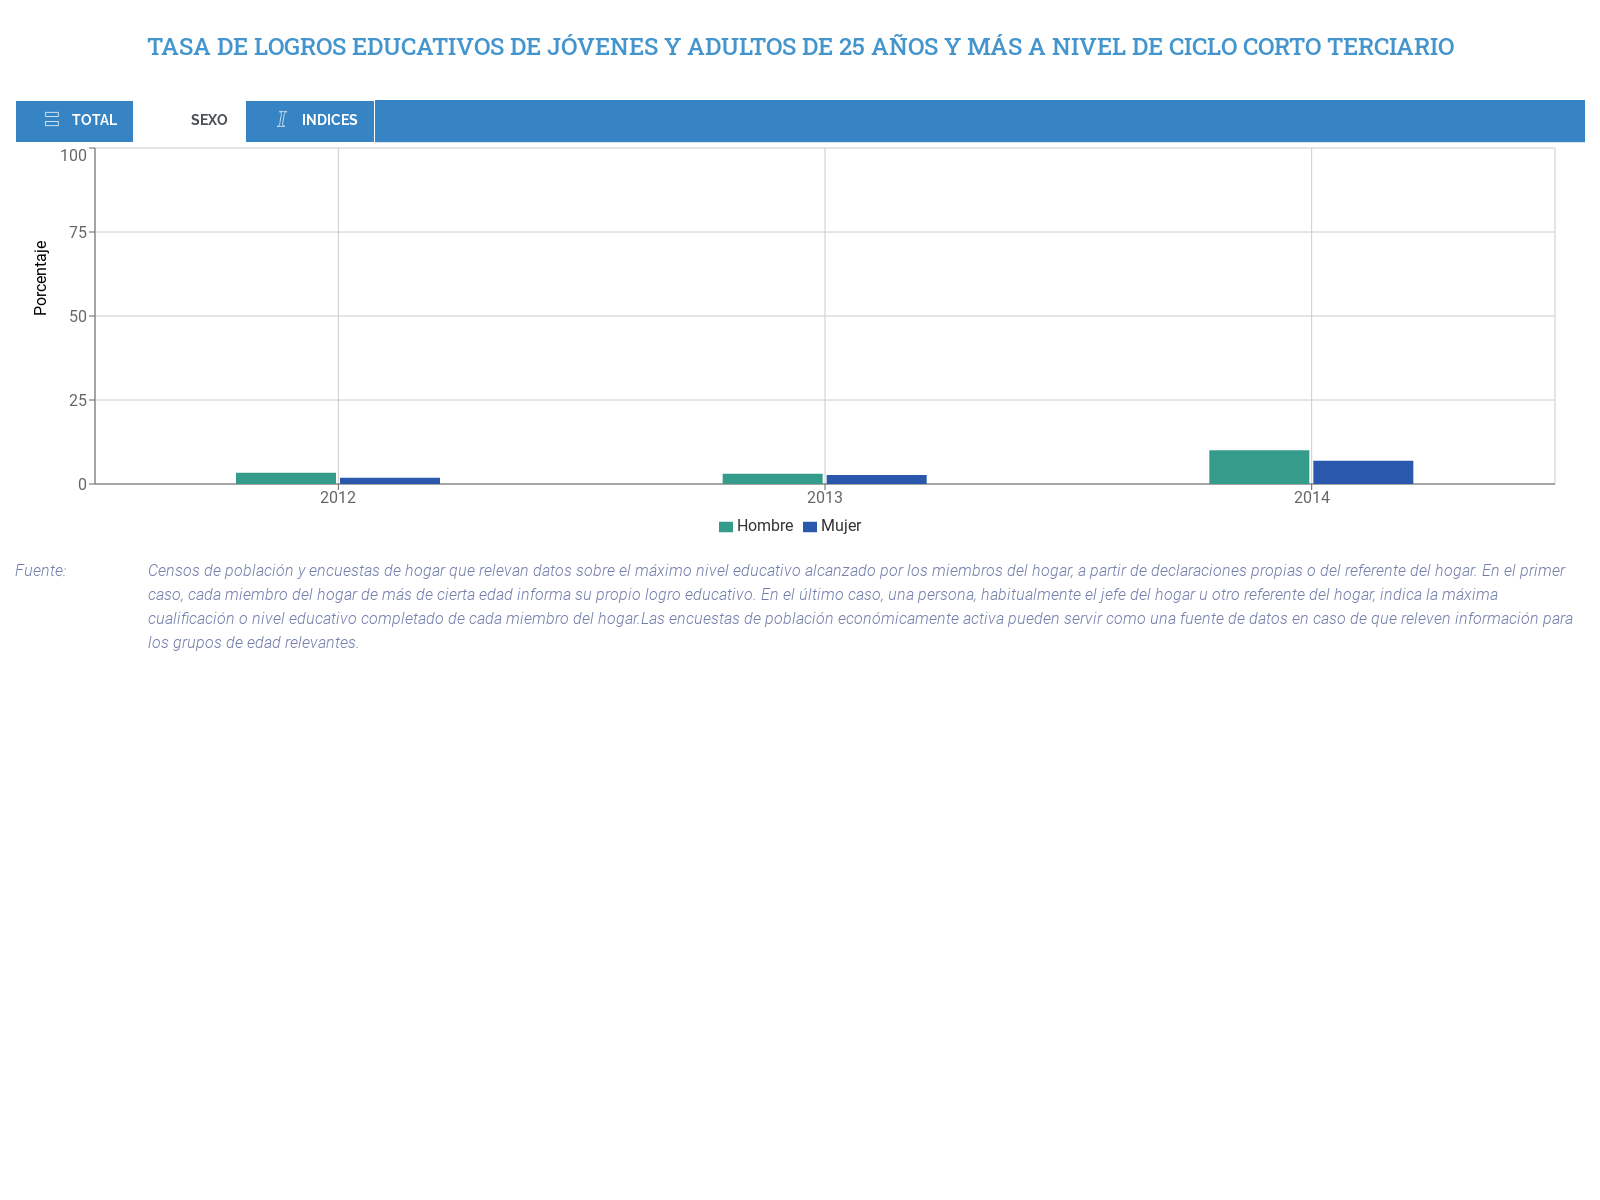 TASA DE LOGROS EDUCATIVOS DE JÓVENES Y ADULTOS DE 25 AÑOS Y MÁS A NIVEL DE CICLO CORTO TERCIARIO
TOTAL SEXO INDICES
100
75
50
25
0
Porcentaje
2012 2013 2014
Hombre Mujer
Fuente: Censos de población y encuestas de hogar que relevan datos sobre el máximo nivel educativo alcanzado por los miembros del hogar, a partir de declaraciones propias o del referente del hogar. En el primer
caso, cada miembro del hogar de más de cierta edad informa su propio logro educativo. En el último caso, una persona, habitualmente el jefe del hogar u otro referente del hogar, indica la máxima
cualificación o nivel educativo completado de cada miembro del hogar.Las encuestas de población económicamente activa pueden servir como una fuente de datos en caso de que releven información para
los grupos de edad relevantes.